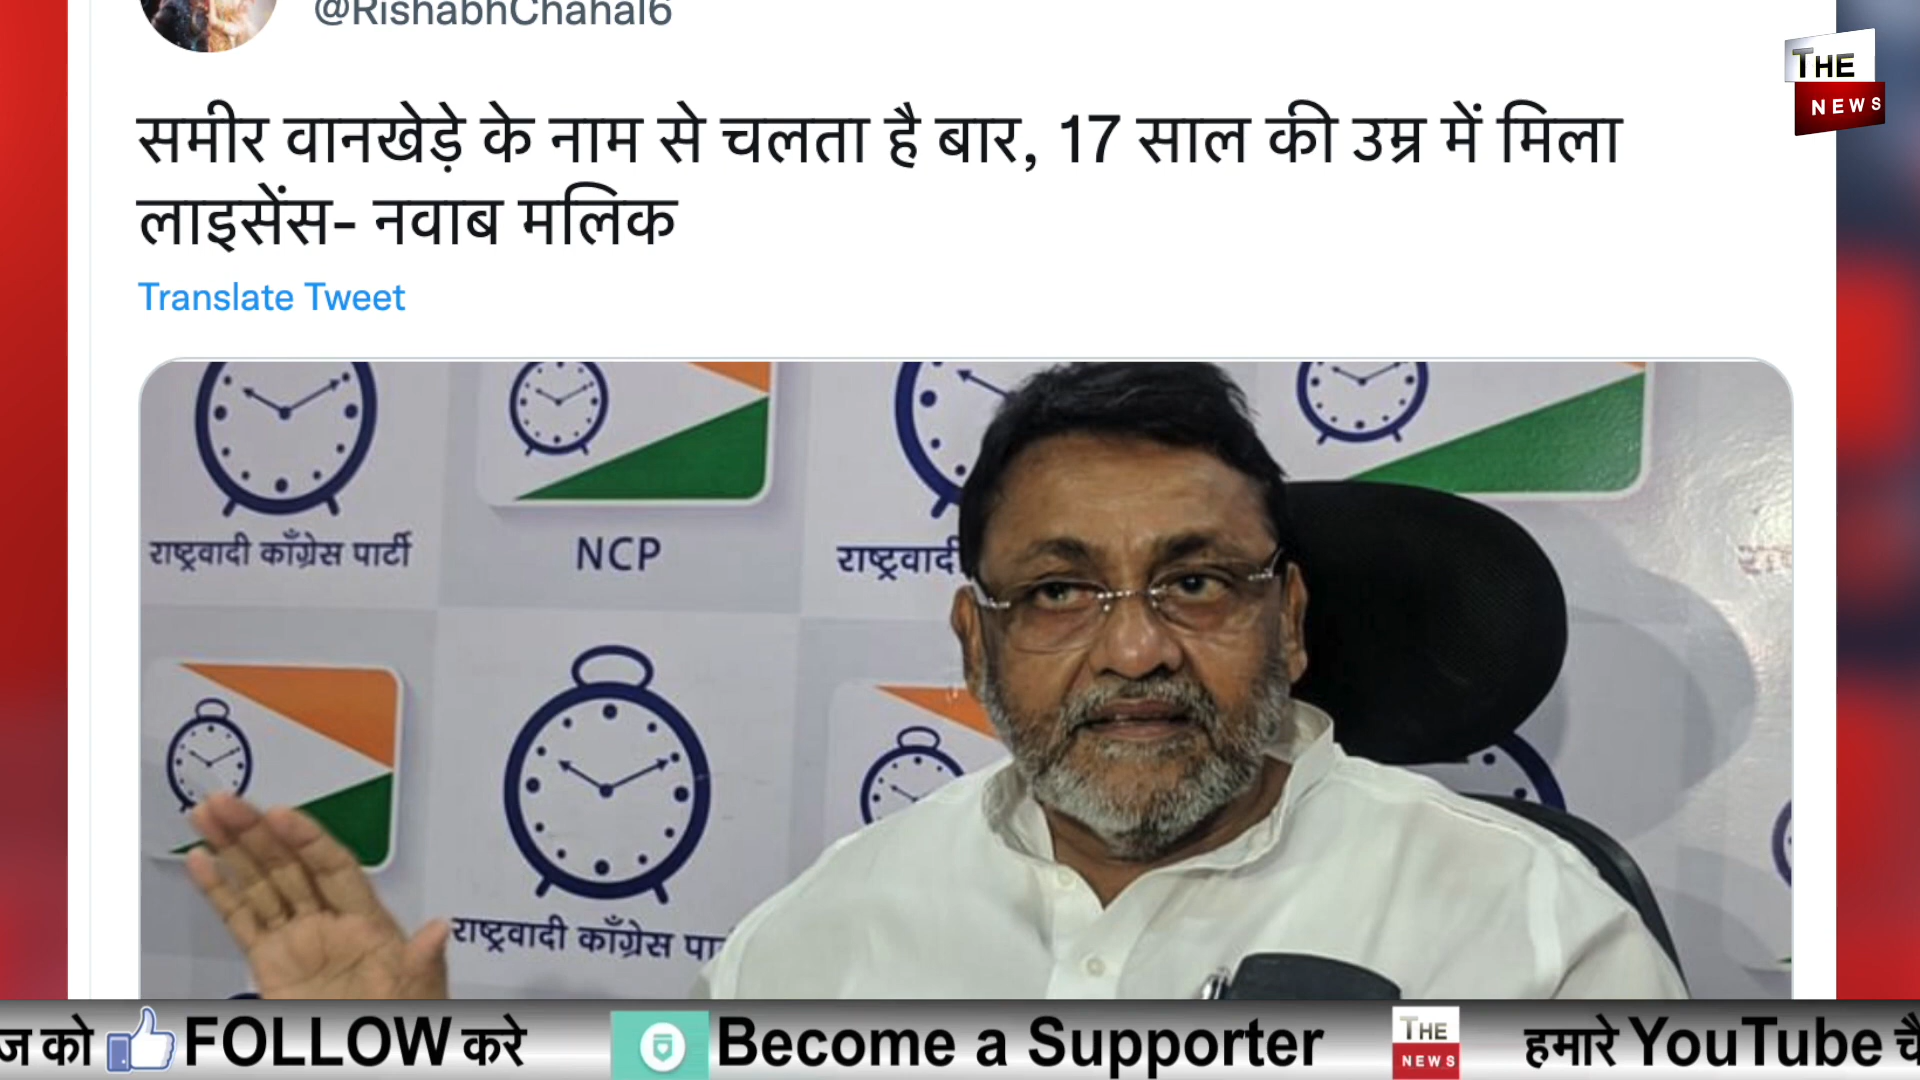 @RishabhChahal6
THE
NEWS
समीर वानखेड़े के नाम से चलता है बार, 17 साल की उम्र में मिला
लाइसेंस- नवाब मलिक
Translate Tweet
राष्ट्रवादी काँग्रेस पार्टी
NCP
राष्ट्रवादी
राष्ट्रवादी काँग्रेस
को FOLLOW करे
Become a Supporter
THE
NEWS
हमारे YouTube